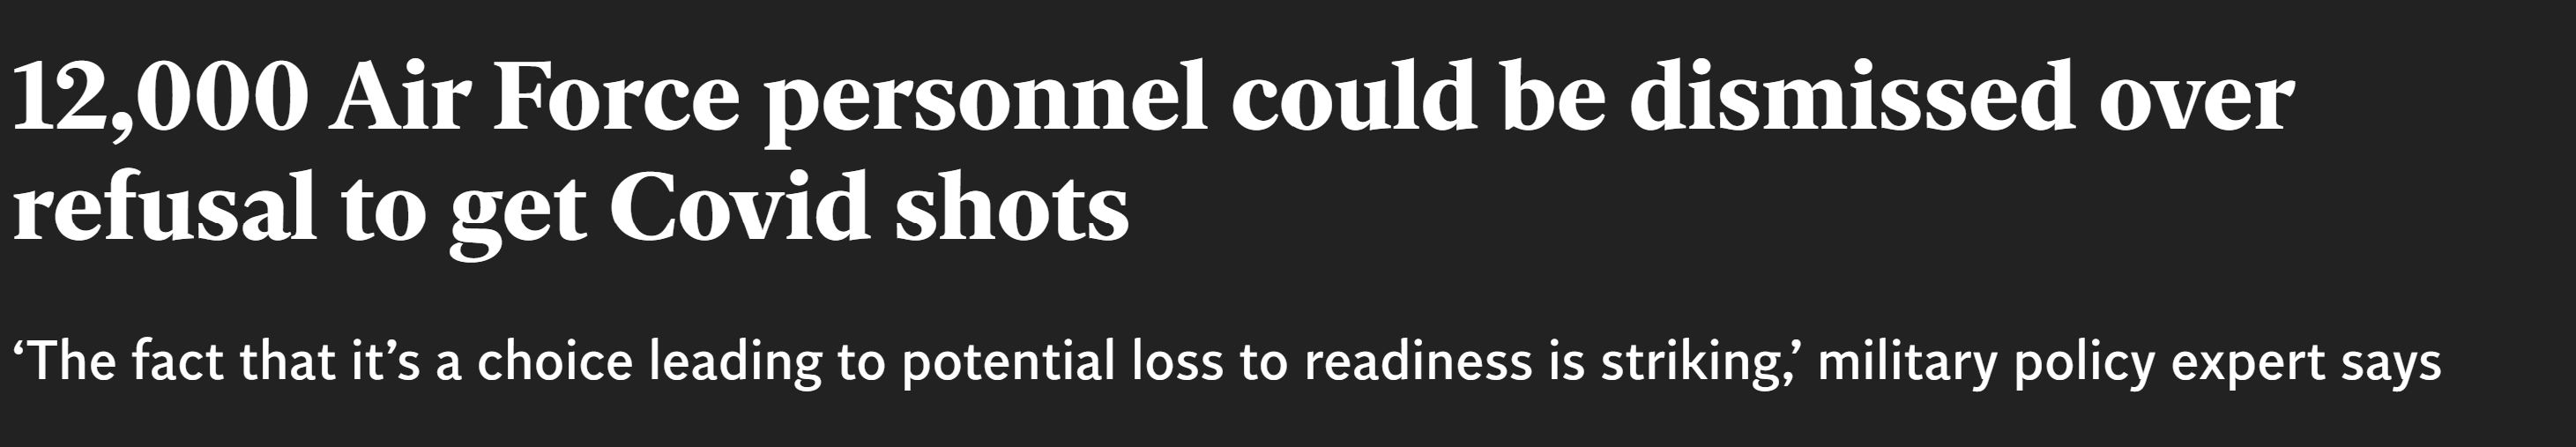 12,000 Air Force personnel could be dismissed over
refusal to get Covid shots
‘The fact that it’s a choice leading to potential loss to readiness is striking,’ military policy expert says